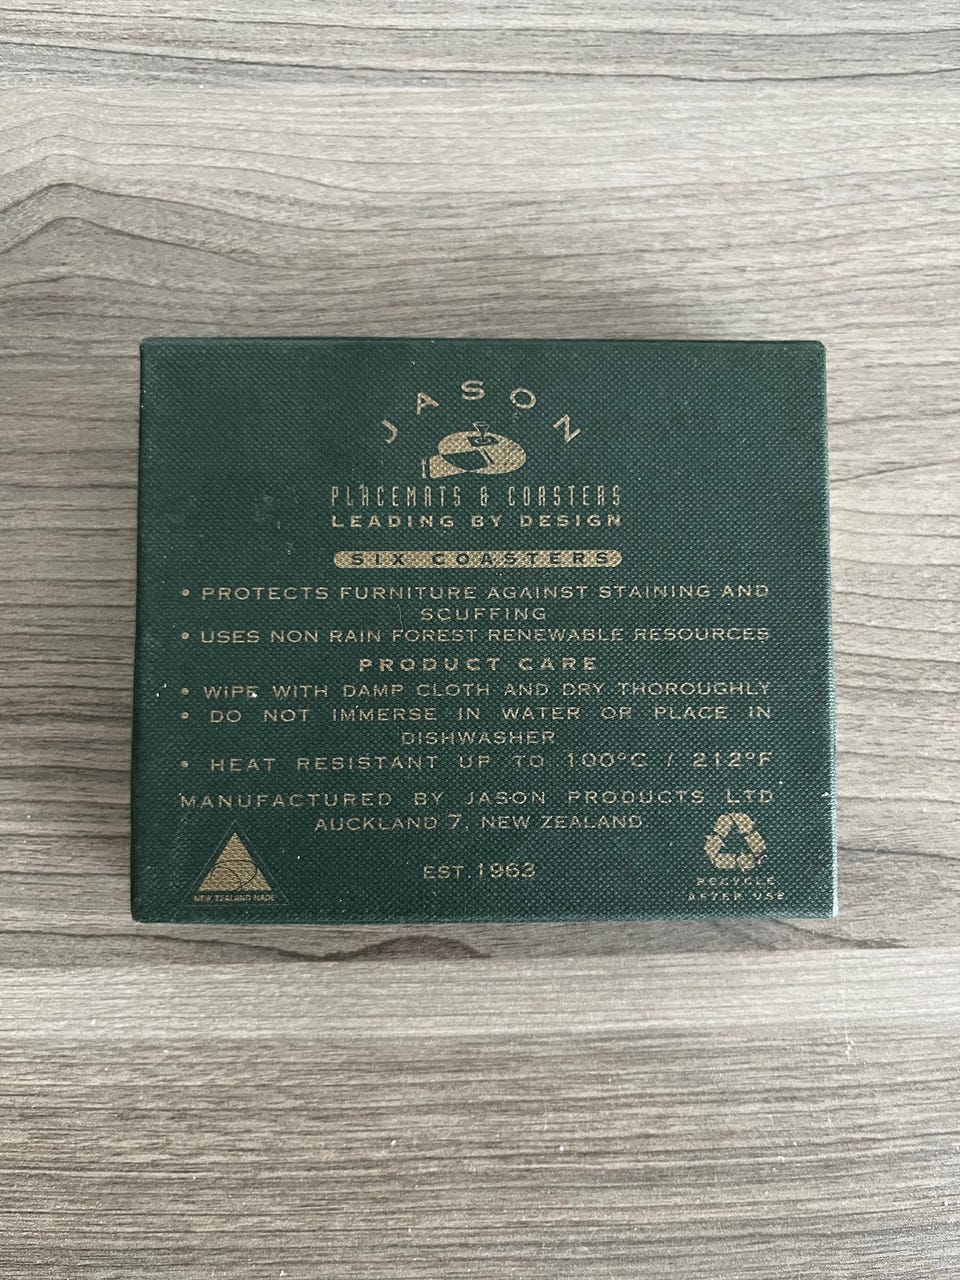 JASON
PLACEMATS & COASTERS
LEADING BY DESIGN
SIX COASTERS
• PROTECTS FURNITURE AGAINST STAINING AND
SCUFFING
• USES NON RAIN FOREST RENEWABLE RESOURCES
PRODUCT CARE
• WIPE WITH DAMP CLOTH AND DRY THOROUGHLY
• DO NOT IMMERSE IN WATER OR PLACE IN
DISHWASHER
• HEAT RESISTANT UP TO 100°C / 212°F
MANUFACTURED BY JASON PRODUCTS LTD
AUCKLAND 7, NEW ZEALAND.
EST. 1963
NEW ZEALAND MADE
RECYCLE
AFTER USE